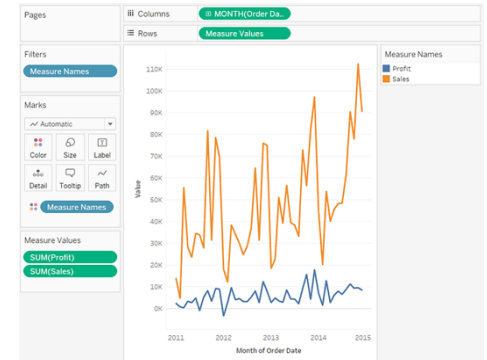 Pages
Columns
MONTH(Order Da..
Rows
Measure Values
Filters
Measure Names
Marks
Automatic
Color Size Label
Detail Tooltip Path
Measure Names
Measure Values
SUM(Profit)
SUM(Sales)
110K
100K
90K
80K
70K
60K
50K
40K
30K
20K
10K
0K
Value
2011 2012 2013 2014 2015
Month of Order Date
Measure Names
Profit
Sales